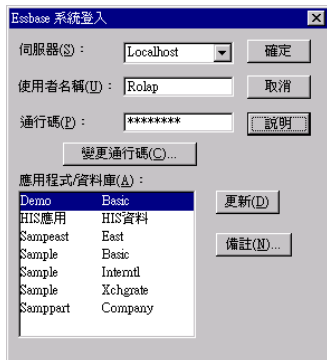 Essbase 系統登入
伺服器(S)： Localhost 確定
使用者名稱(U)： Rolap 取消
通行碼(P)： ******** 說明
變更通行碼(C)...
應用程式/資料庫(A)：
Demo Basic 更新(D)
HIS應用 HIS資料
Sampeast East 備註(N)...
Sample Basic
Sample Interntl
Sample Xchgrate
Samppart Company